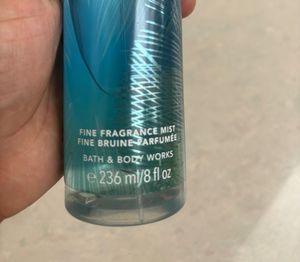 FINE FRAGRANCE MIST
FINE BRUINE PARFUMÉE
BATH & BODY WORKS
℮ 236 ml/8 fl oz